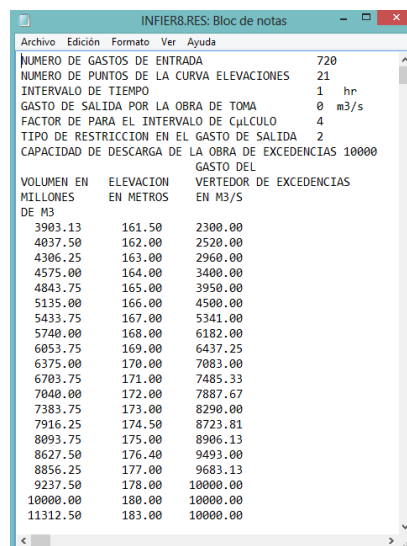 INFIER8.RES: Bloc de notas
Archivo Edición Formato Ver Ayuda
NUMERO DE GASTOS DE ENTRADA 720
NUMERO DE PUNTOS DE LA CURVA ELEVACIONES 21
INTERVALO DE TIEMPO 1 hr
GASTO DE SALIDA POR LA OBRA DE TOMA 0 m3/s
FACTOR DE PARA EL INTERVALO DE CµLCULO 4
TIPO DE RESTRICCION EN EL GASTO DE SALIDA 2
CAPACIDAD DE DESCARGA DE LA OBRA DE EXCEDENCIAS 10000
GASTO DEL
VOLUMEN EN ELEVACION VERTEDOR DE EXCEDENCIAS
MILLONES EN METROS EN M3/S
DE M3
3903.13 161.50 2300.00
4037.50 162.00 2520.00
4306.25 163.00 2960.00
4575.00 164.00 3400.00
4843.75 165.00 3950.00
5135.00 166.00 4500.00
5433.75 167.00 5341.00
5740.00 168.00 6182.00
6053.75 169.00 6437.25
6375.00 170.00 7083.00
6703.75 171.00 7485.33
7040.00 172.00 7887.67
7383.75 173.00 8290.00
7916.25 174.50 8723.81
8093.75 175.00 8906.13
8627.50 176.40 9493.00
8856.25 177.00 9683.13
9237.50 178.00 10000.00
10000.00 180.00 10000.00
11312.50 183.00 10000.00